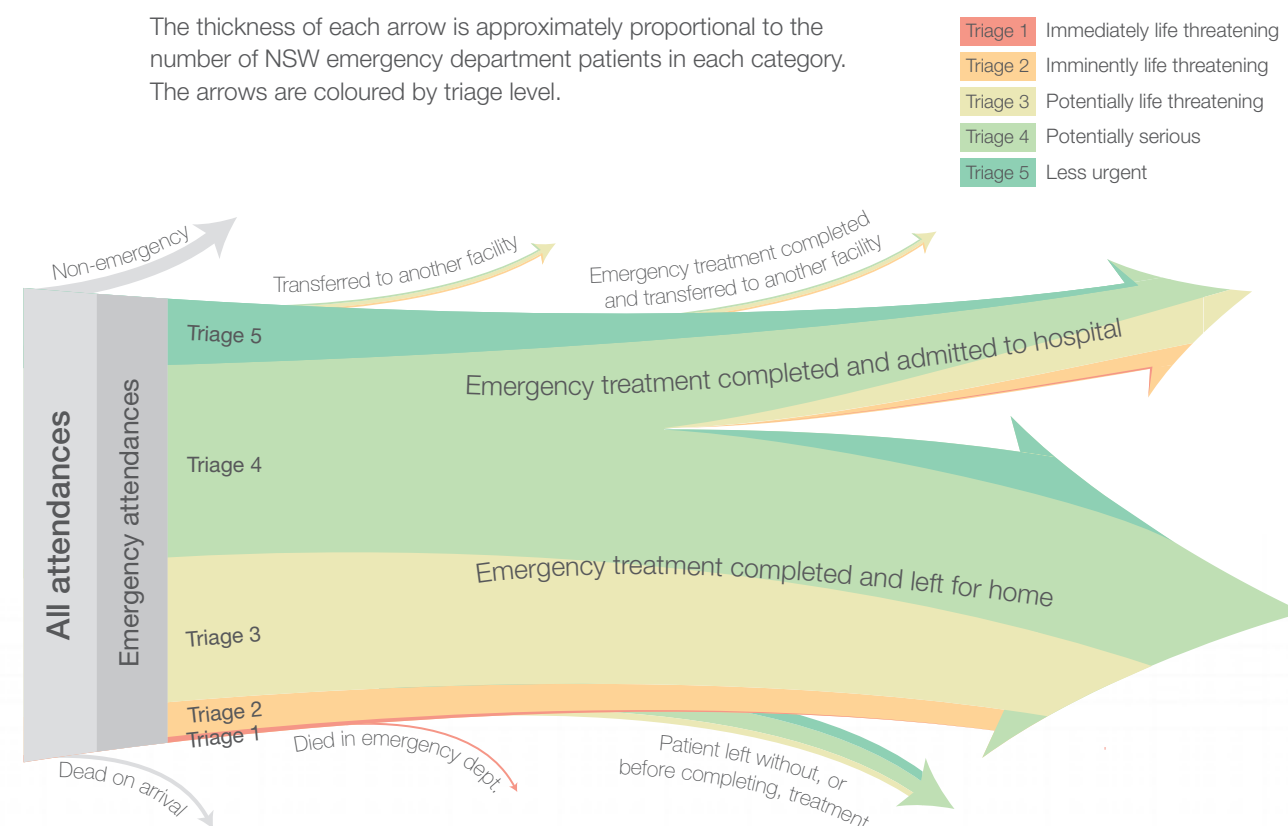 The thickness of each arrow is approximately proportional to the
number of NSW emergency department patients in each category.
The arrows are coloured by triage level.
Triage 1 Immediately life threatening
Triage 2 Imminently life threatening
Triage 3 Potentially life threatening
Triage 4 Potentially serious
Triage 5 Less urgent
Non-emergency
Transferred to another facility
Emergency treatment completed
and transferred to another facility
All attendances
Emergency attendances
Triage 5
Emergency treatment completed and admitted to hospital
Triage 4
Emergency treatment completed and left for home
Triage 3
Triage 2
Triage 1
Dead on arrival
Died in emergency dept.
Patient left without, or
before completing, treatment